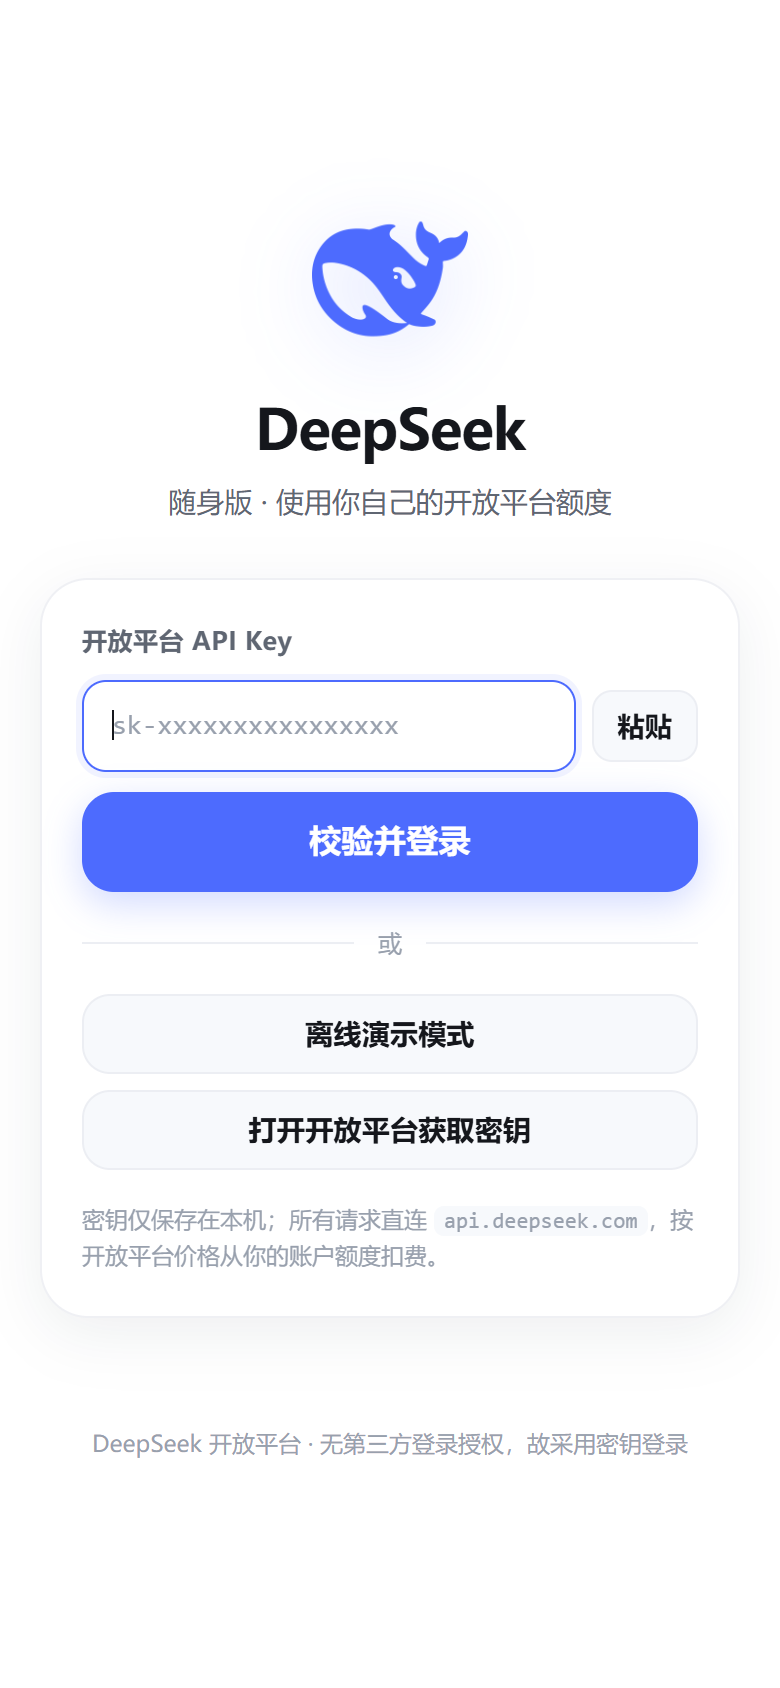 DeepSeek
随身版 · 使用你自己的开放平台额度
开放平台 API Key
sk-xxxxxxxxxxxxxxxx
粘贴
校验并登录
或
离线演示模式
打开开放平台获取密钥
密钥仅保存在本机；所有请求直连 api.deepseek.com，按
开放平台价格从你的账户额度扣费。
DeepSeek 开放平台 · 无第三方登录授权，故采用密钥登录